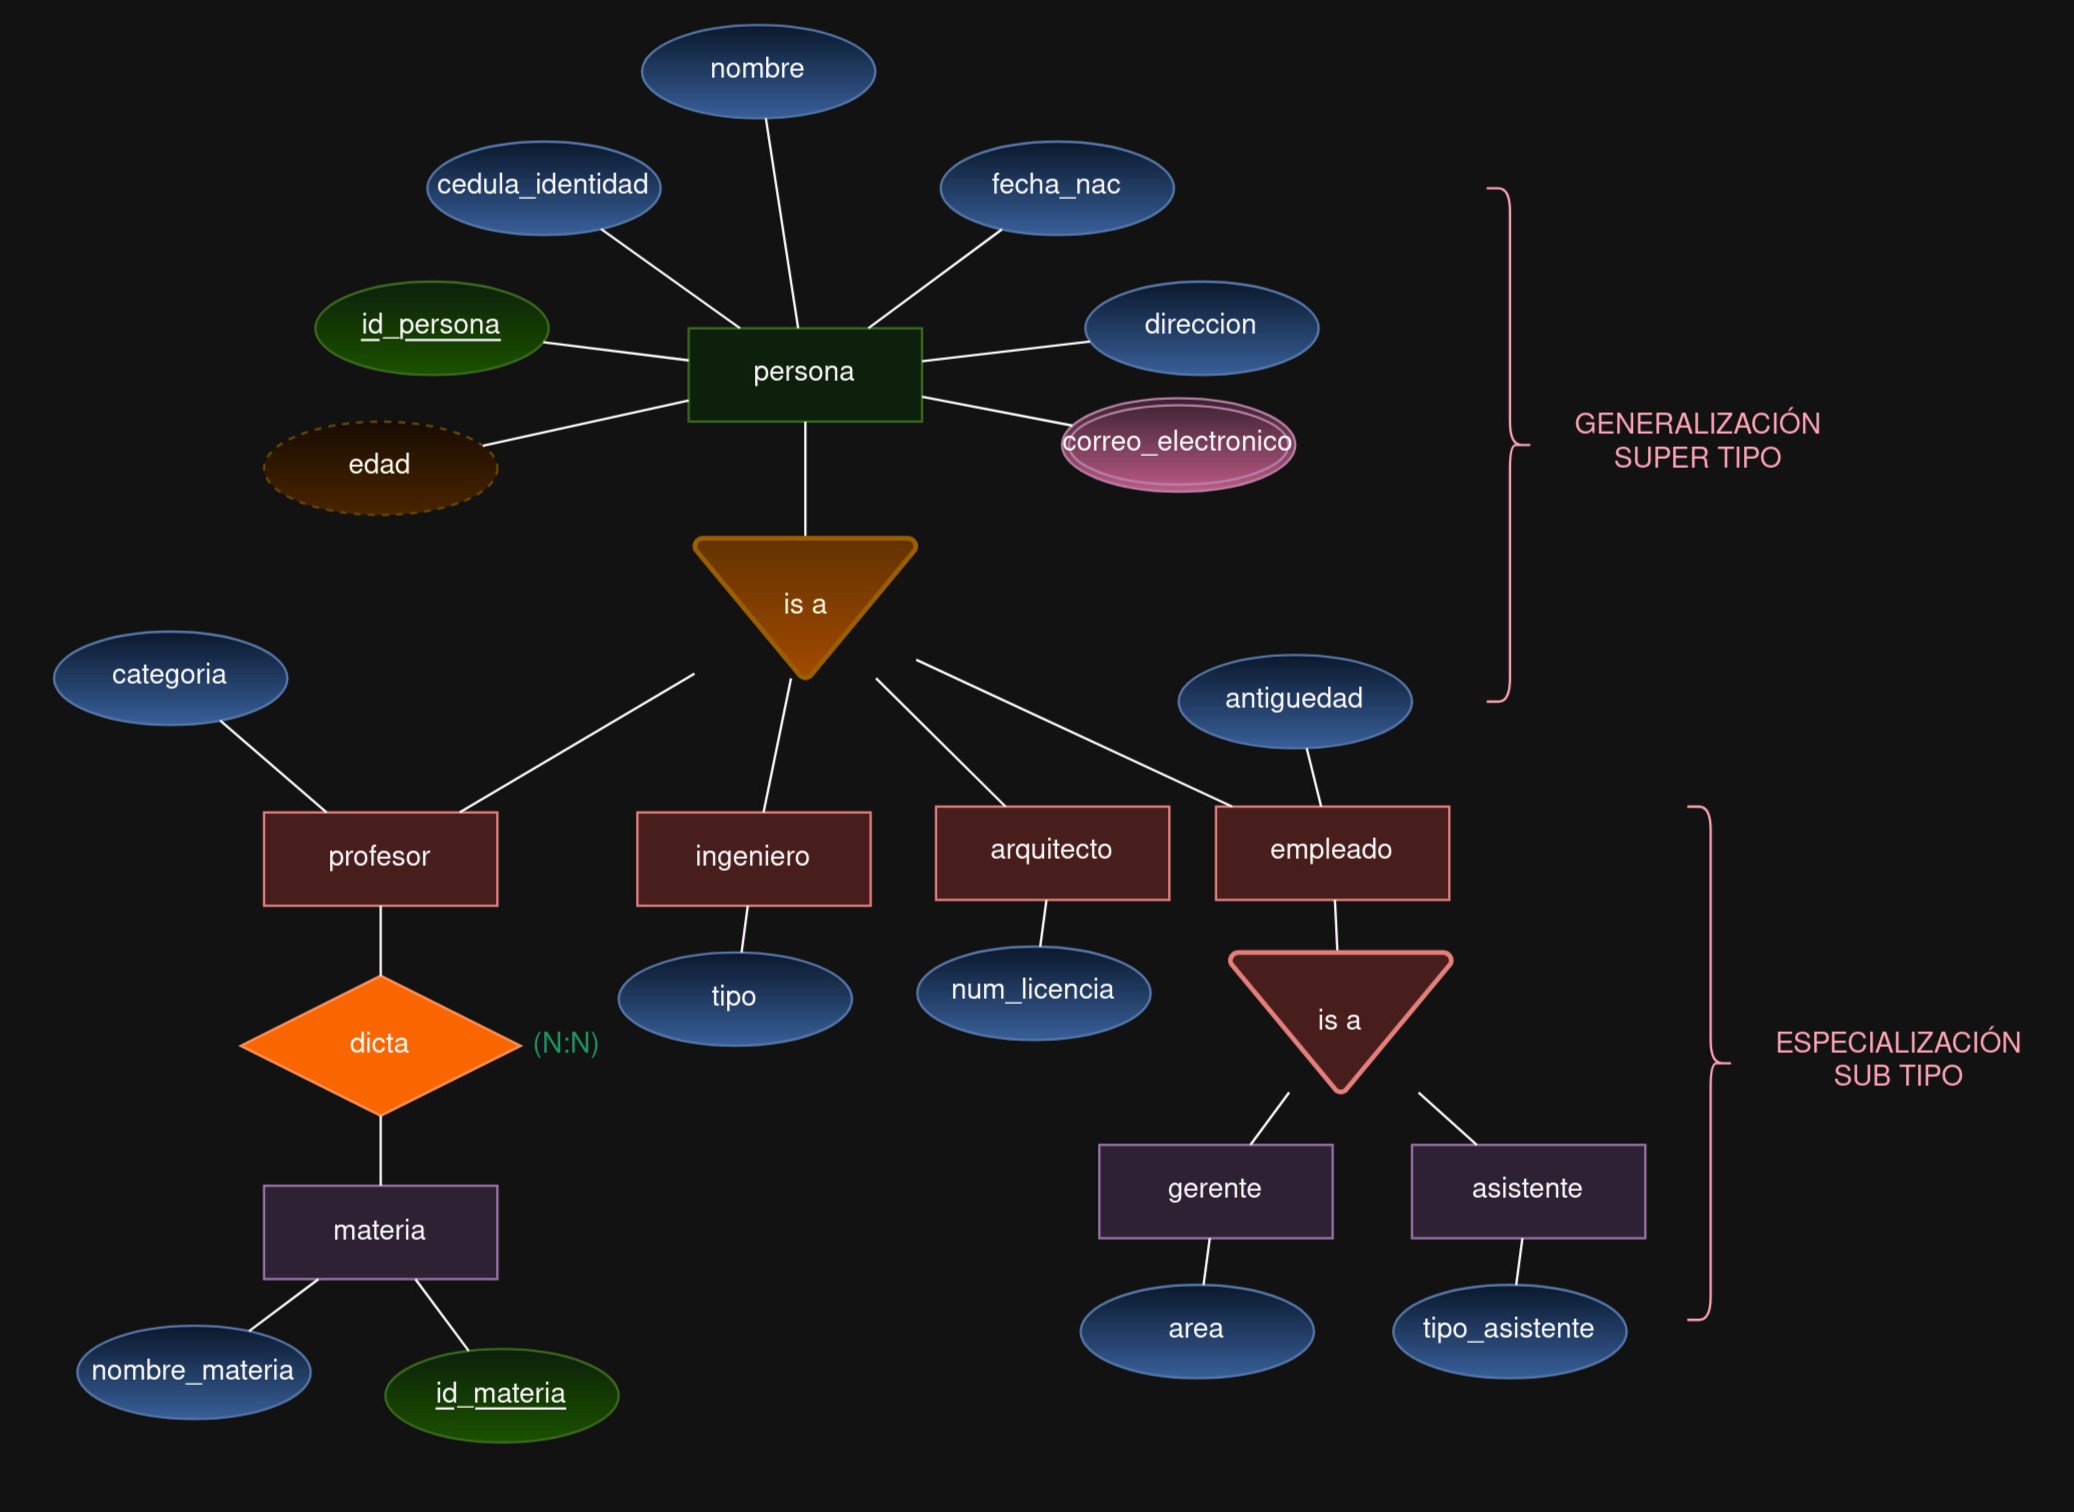 nombre
cedula_identidad
fecha_nac
id_persona
direccion
persona
GENERALIZACIÓN
SUPER TIPO
correo_electronico
edad
is a
categoria
antiguedad
profesor
ingeniero
arquitecto
empleado
tipo
num_licencia
is a
dicta
(N:N)
ESPECIALIZACIÓN
SUB TIPO
gerente
asistente
materia
area
tipo_asistente
nombre_materia
id_materia